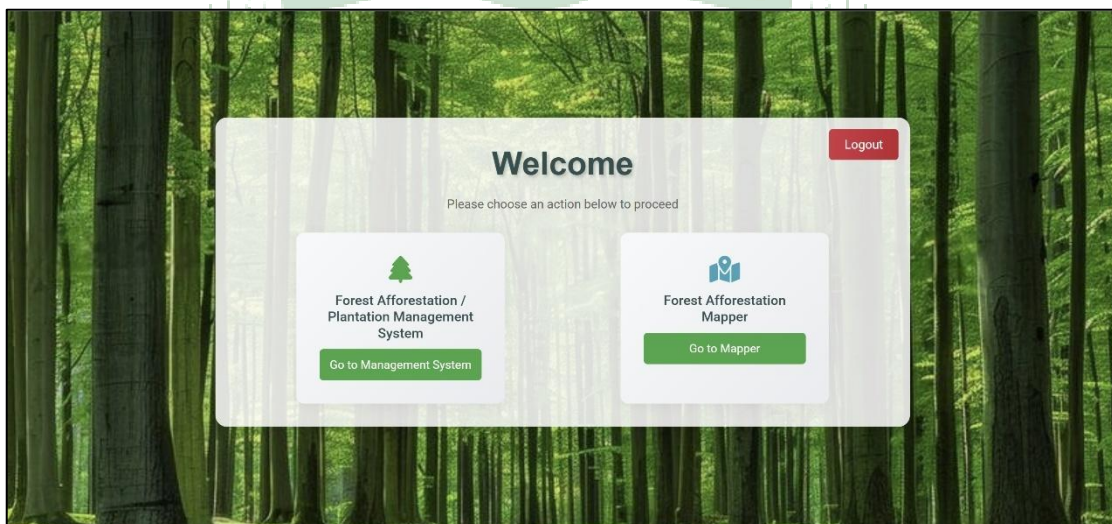 Logout
Welcome
Please choose an action below to proceed
Forest Afforestation /
Plantation Management
System
Go to Management System
Forest Afforestation
Mapper
Go to Mapper